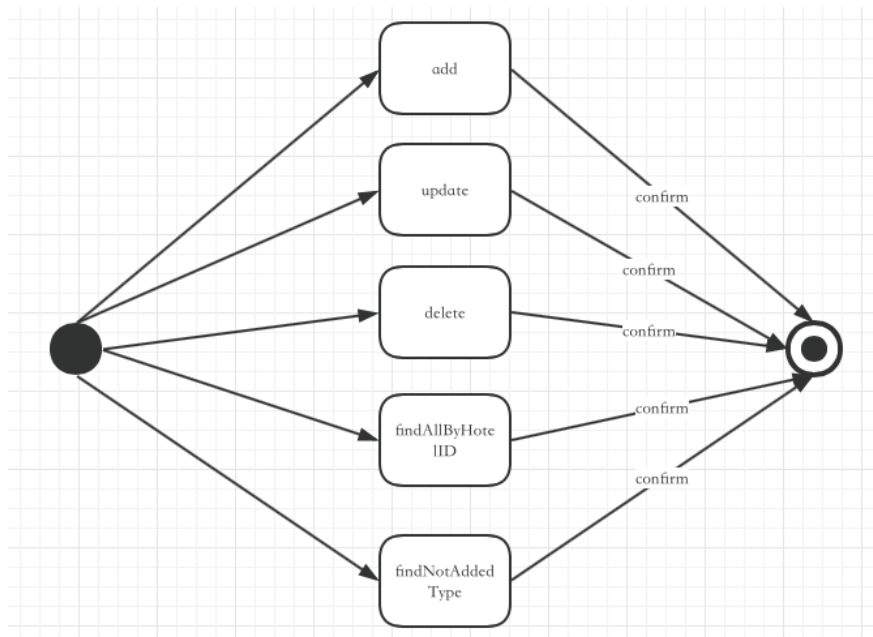 add
update
delete
findAllByHote
lID
findNotAdded
Type
confirm
confirm
confirm
confirm
confirm